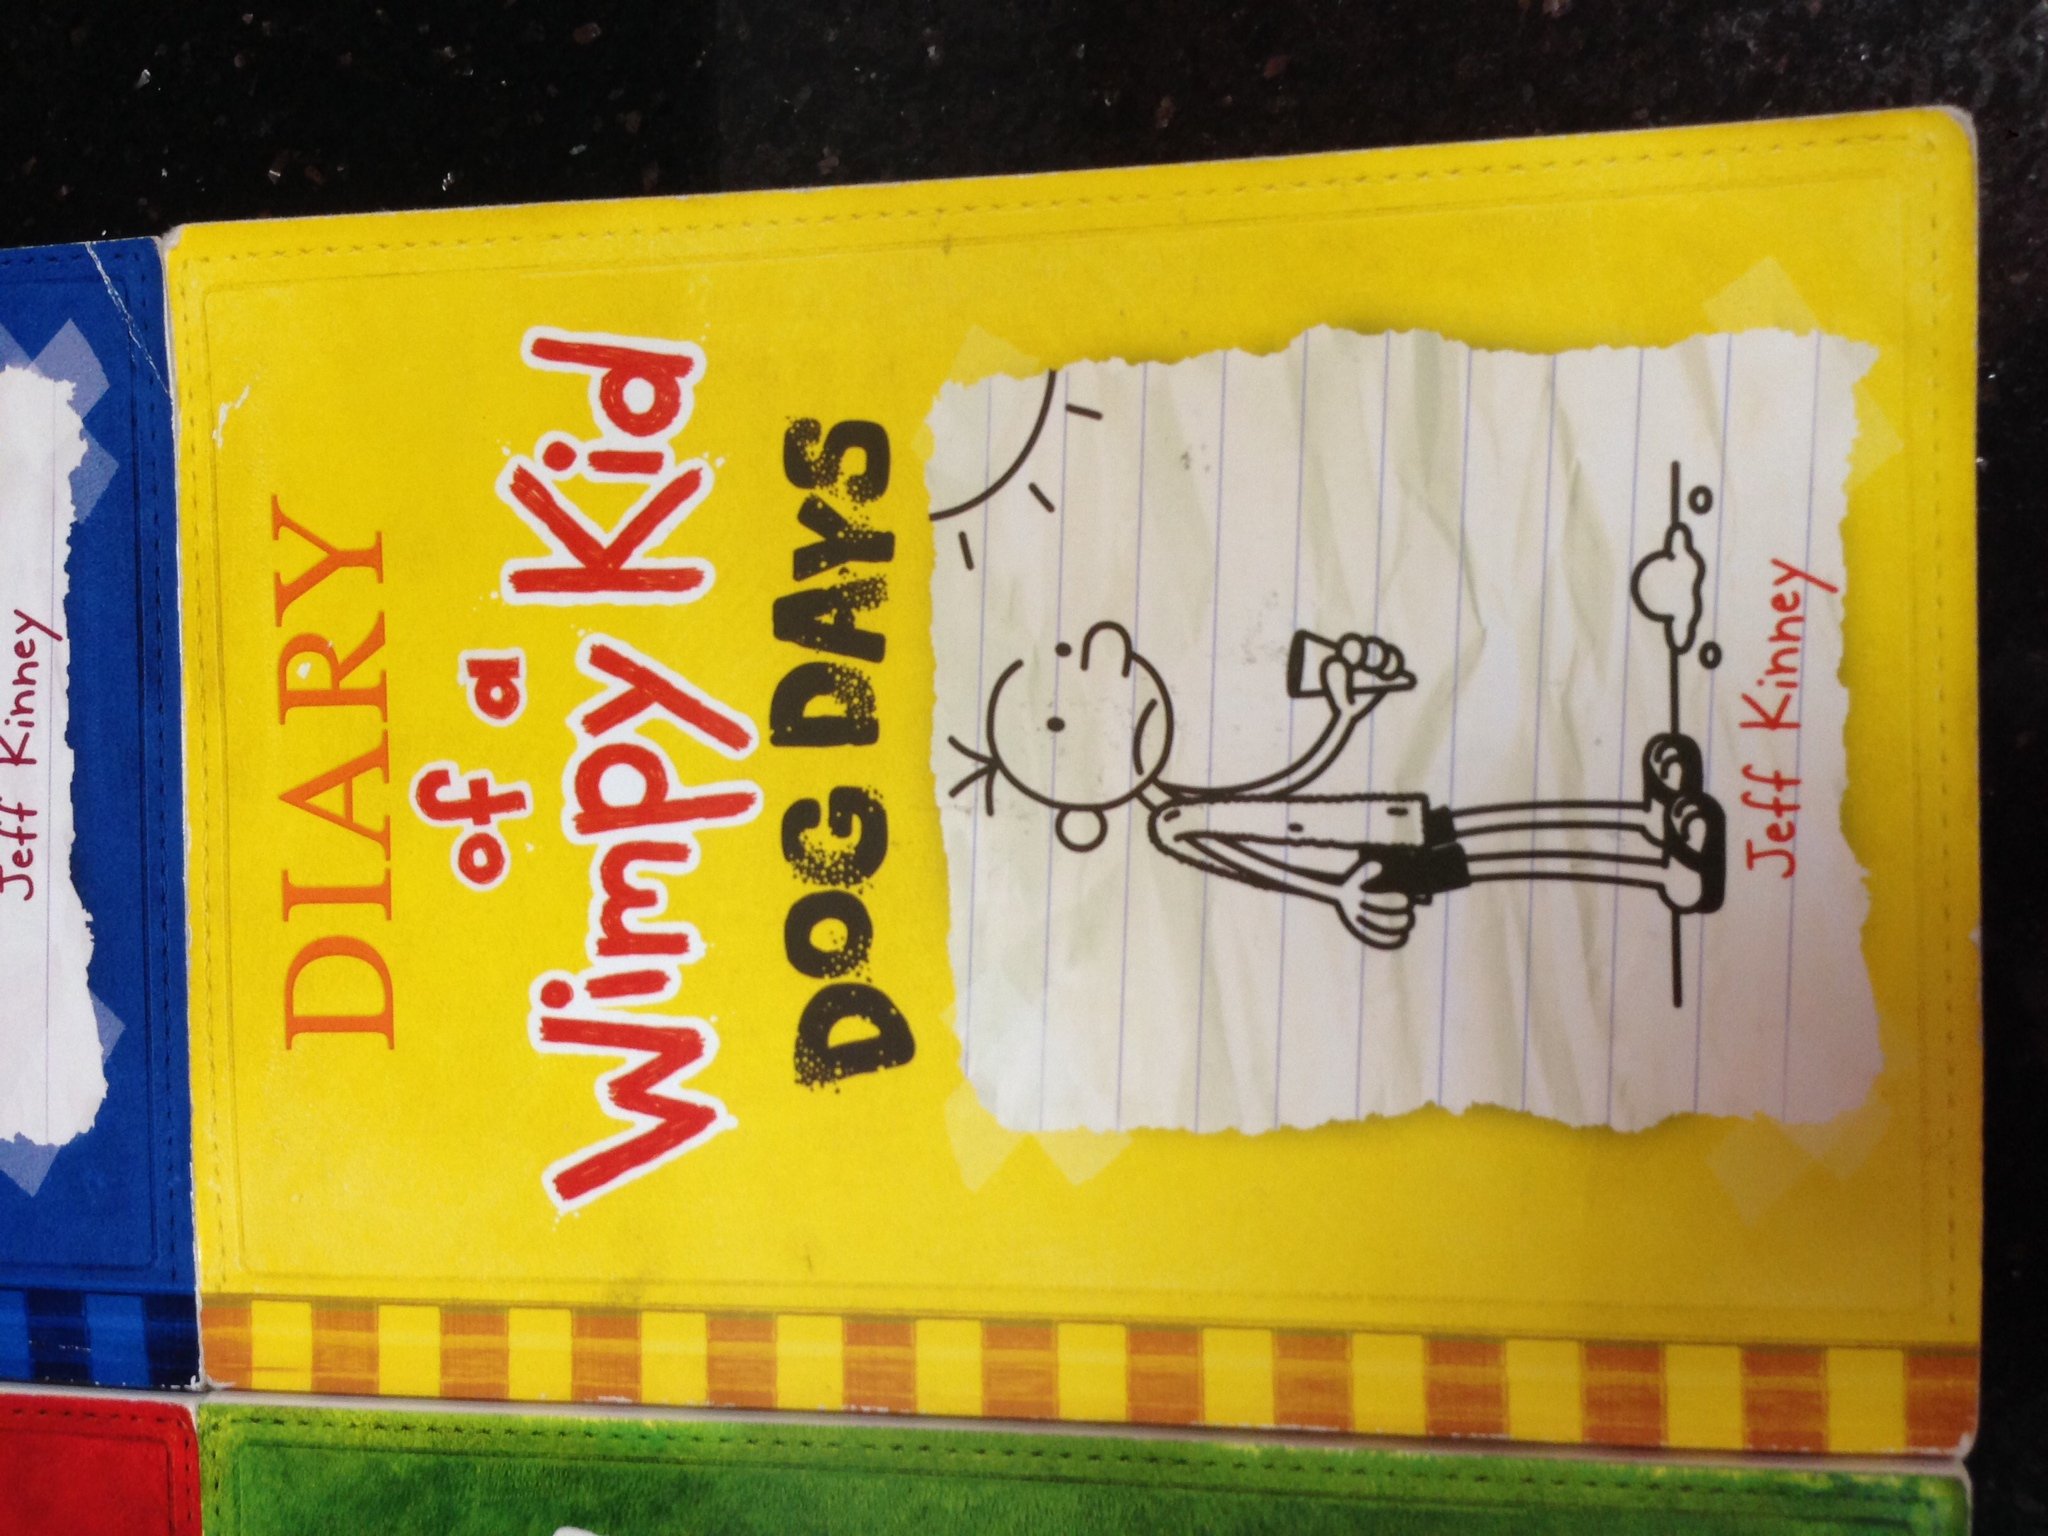 DIARY
of a
Wimpy Kid
DOG DAYS
Jeff Kinney
Jeff Kinney